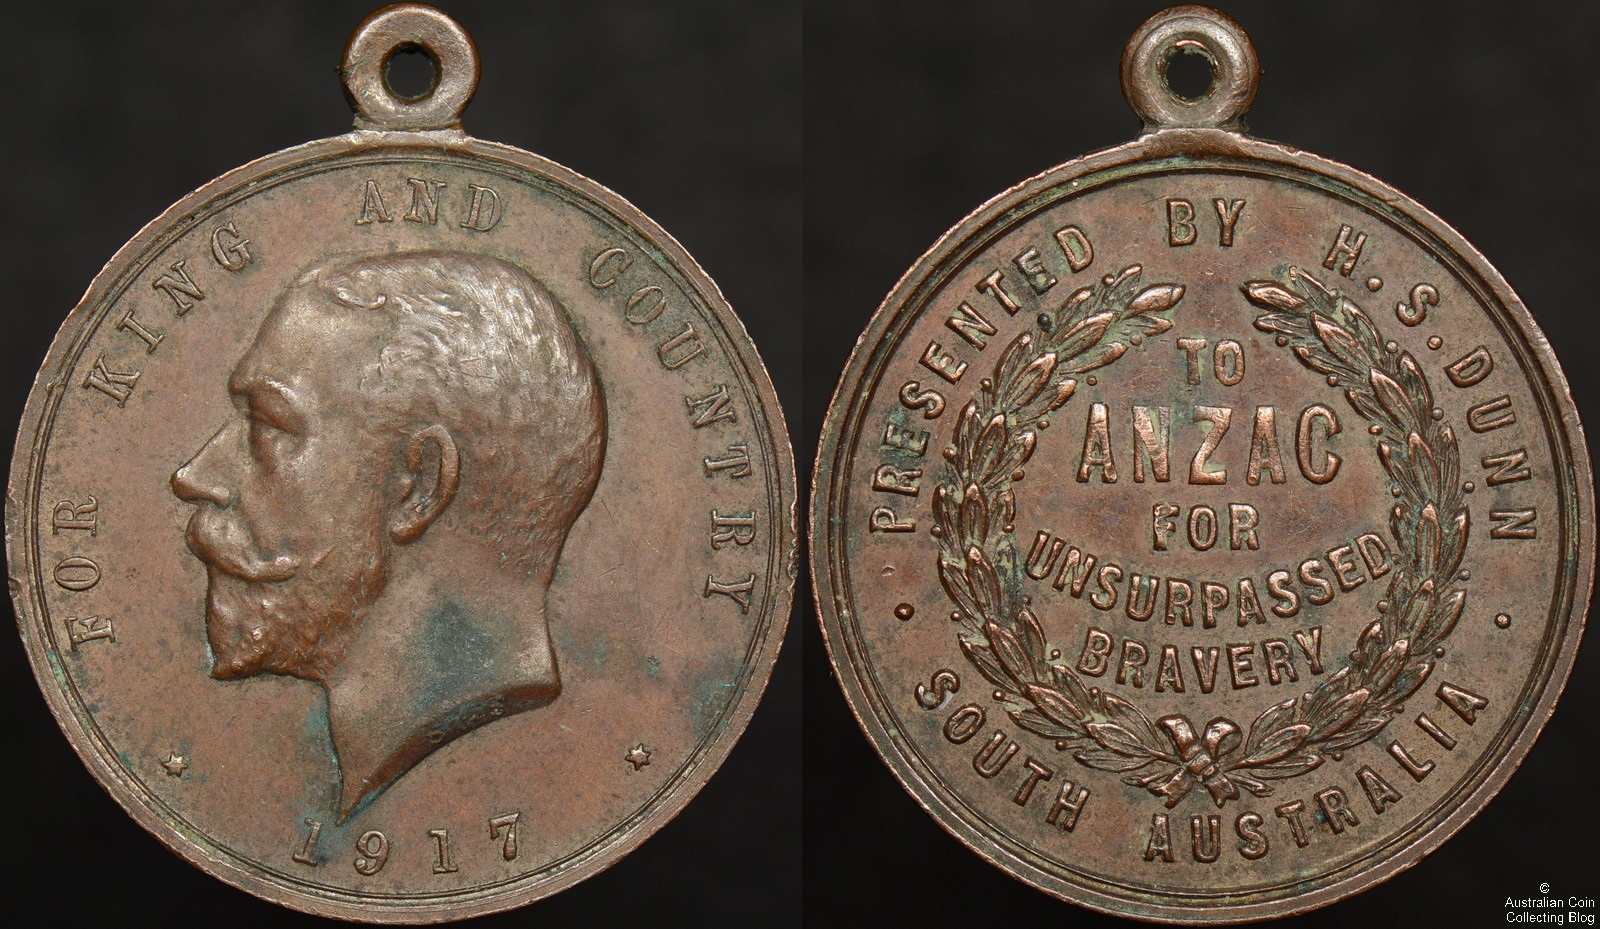 FOR KING AND COUNTRY
1917
PRESENTED BY H.S. DUNN
TO
ANZAC
FOR
UNSURPASSED
BRAVERY
SOUTH AUSTRALIA
©
Australian Coin
Collecting Blog